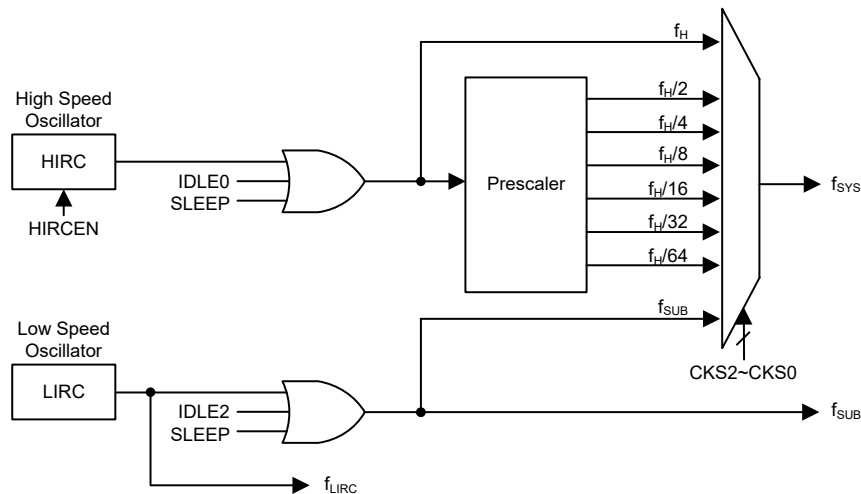 High Speed
Oscillator
HIRC
HIRCEN
IDLE0
SLEEP
Prescaler
fH
fH/2
fH/4
fH/8
fH/16
fH/32
fH/64
fSUB
fSYS
CKS2~CKS0
Low Speed
Oscillator
LIRC
IDLE2
SLEEP
fSUB
fLIRC